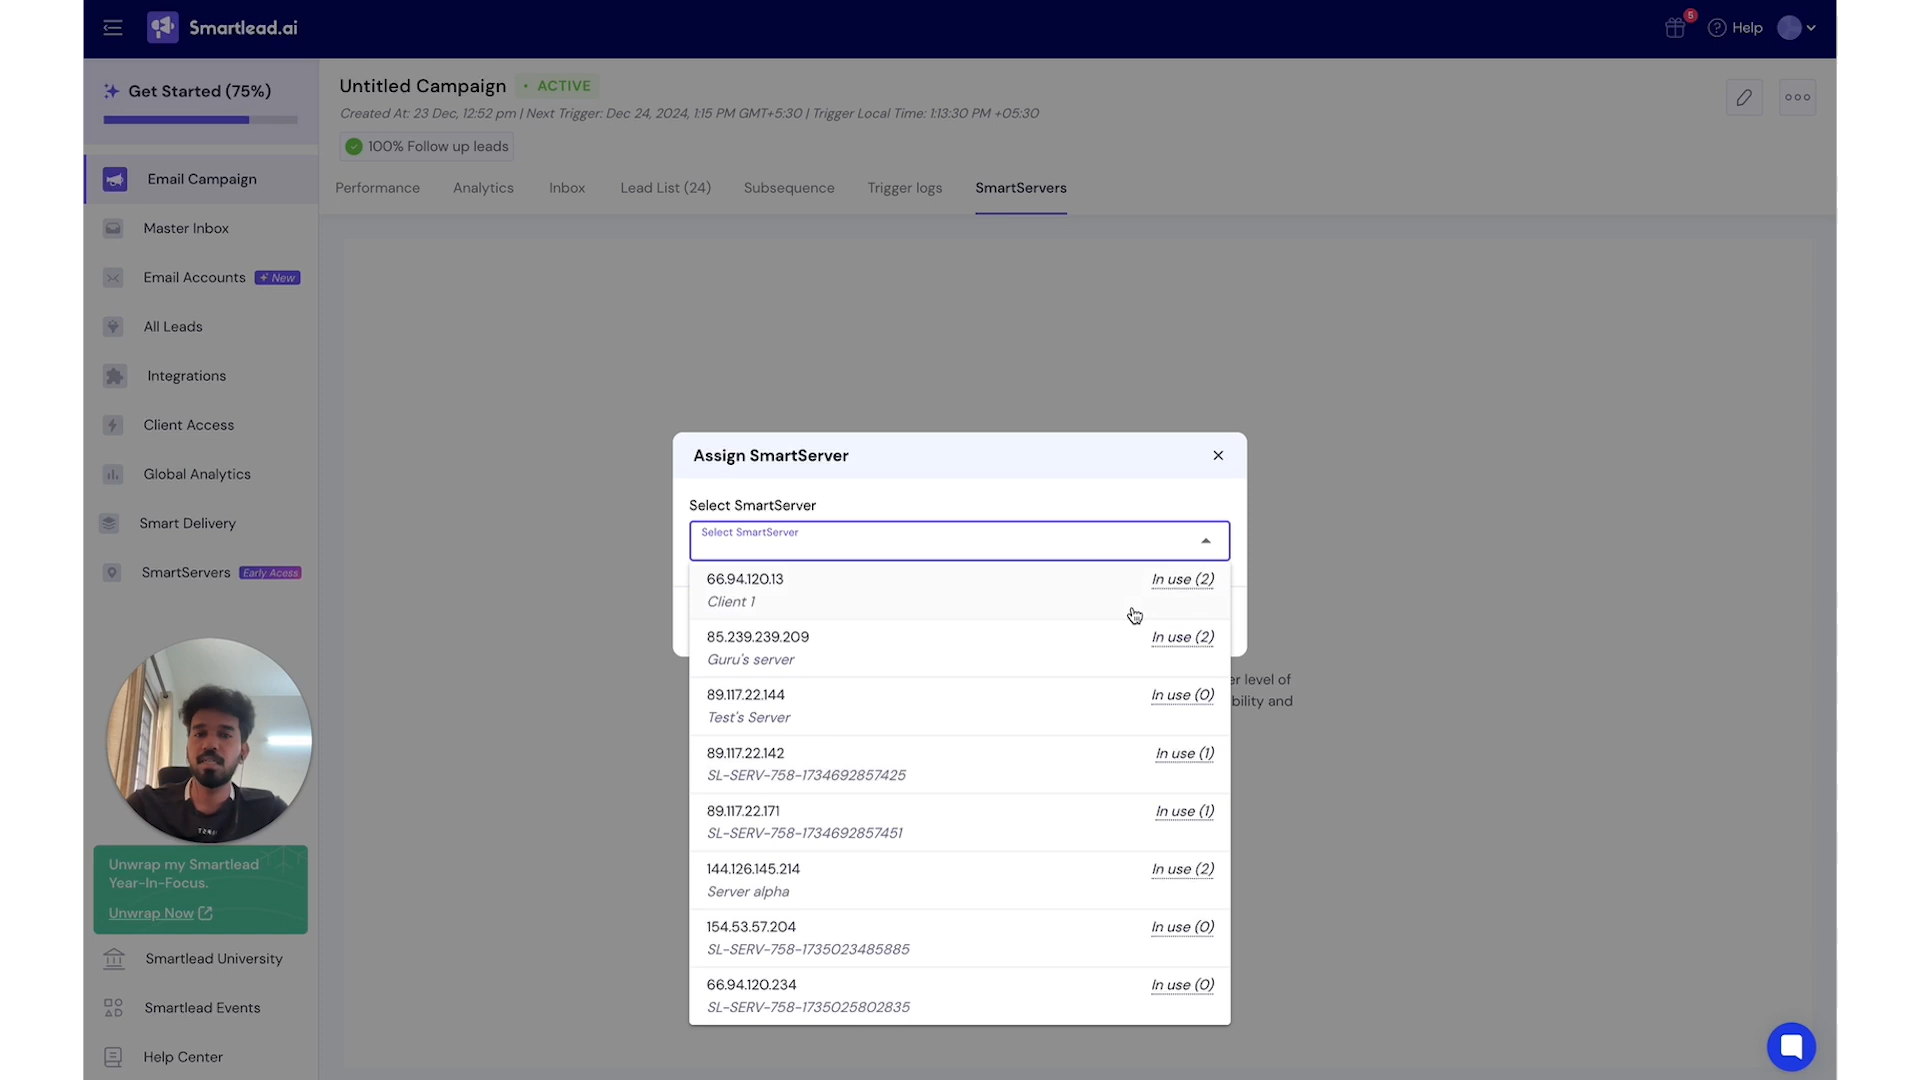 Smartlead.ai
5
Help
Get Started (75%)
Email Campaign
Master Inbox
Email Accounts
New
All Leads
Integrations
Client Access
Global Analytics
Smart Delivery
SmartServers
Early Acess
Unwrap my Smartlead
Year-In-Focus.
Unwrap Now
Smartlead University
Smartlead Events
Help Center
Untitled Campaign
• ACTIVE
Created At: 23 Dec, 12:52 pm | Next Trigger: Dec 24, 2024, 1:15 PM GMT+5:30 | Trigger Local Time: 1:13:30 PM +05:30
100% Follow up leads
Performance Analytics Inbox Lead List (24) Subsequence Trigger logs SmartServers
Assign SmartServer
Select SmartServer
Select SmartServer
66.94.120.13 In use (2)
Client 1
85.239.239.209 In use (2)
Guru's server
89.117.22.144 In use (0)
Test's Server
89.117.22.142 In use (1)
SL-SERV-758-1734692857425
89.117.22.171 In use (1)
SL-SERV-758-1734692857451
144.126.145.214 In use (2)
Server alpha
154.53.57.204 In use (0)
SL-SERV-758-1735023485885
66.94.120.234 In use (0)
SL-SERV-758-1735025802835
level of
and